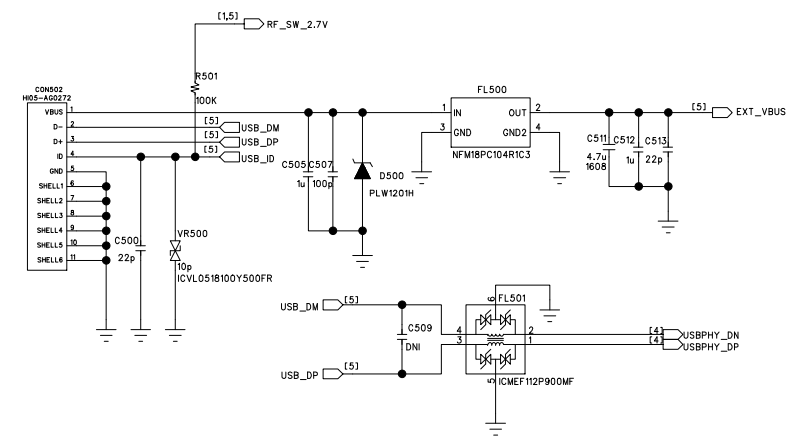 [1,5]
RF_SW_2.7V
R501
100K
CON502
HI05-AG0272
VBUS 1
D- 2
D+ 3
ID 4
GND 5
SHELL1 6
SHELL2 7
SHELL3 8
SHELL4 9
SHELL5 10
SHELL6 11
[5] USB_DM
[5] USB_DP
[5] USB_ID
C500
22p
VR500
10p
ICVL0518100Y500FR
C505
1u
C507
100p
D500
PLW1201H
FL500
1 IN OUT 2
3 GND GND2 4
NFM18PC104R1C3
[5] EXT_VBUS
C511
4.7u
1608
C512
1u
C513
22p
USB_DM [5]
C509
DNI
USB_DP [5]
6
FL501
4 2
3 1
5
ICMEF112P900MF
[4] USBPHY_DN
[4] USBPHY_DP